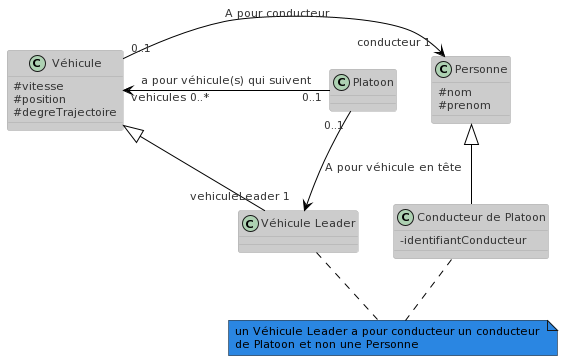 A pour conducteur
0..1
conducteur 1
C Véhicule
#vitesse
#position
#degreTrajectoire
a pour véhicule(s) qui suivent
vehicules 0..*
0..1
C Platoon
C Personne
#nom
#prenom
0..1
A pour véhicule en tête
vehiculeLeader 1
C Véhicule Leader
C Conducteur de Platoon
-identifiantConducteur
un Véhicule Leader a pour conducteur un conducteur
de Platoon et non une Personne